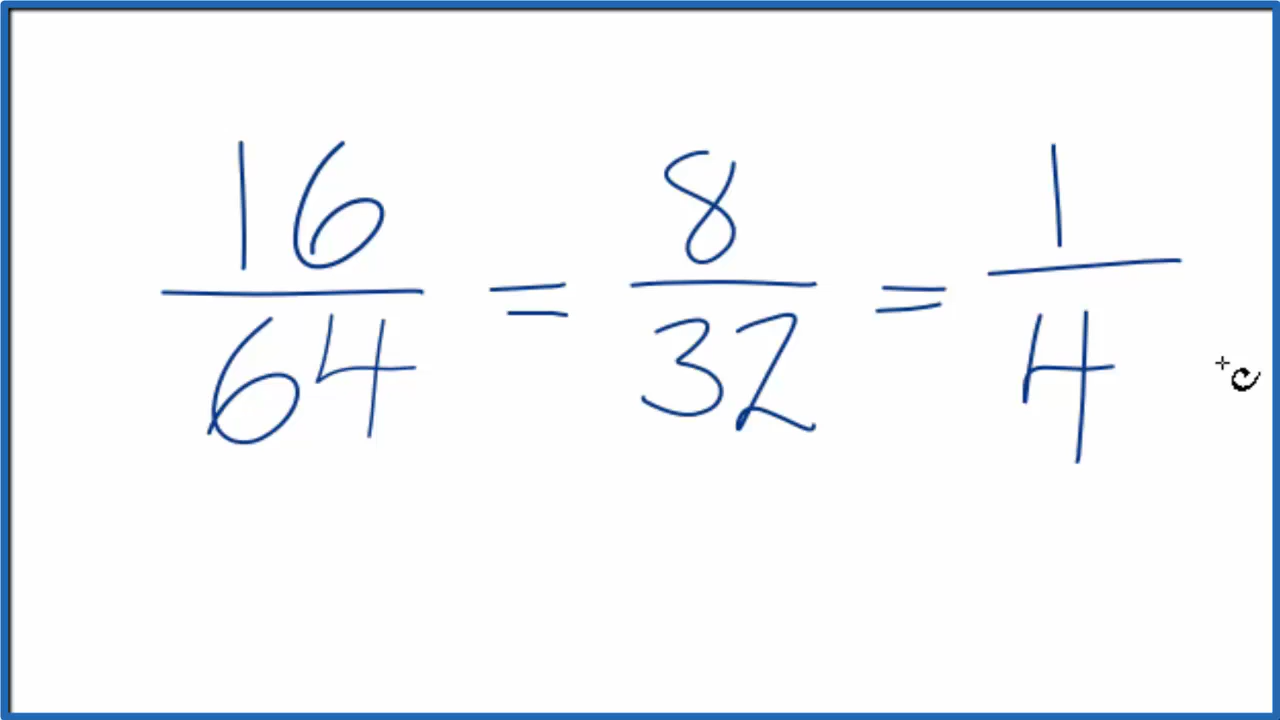 16/64 = 8/32 = 1/4